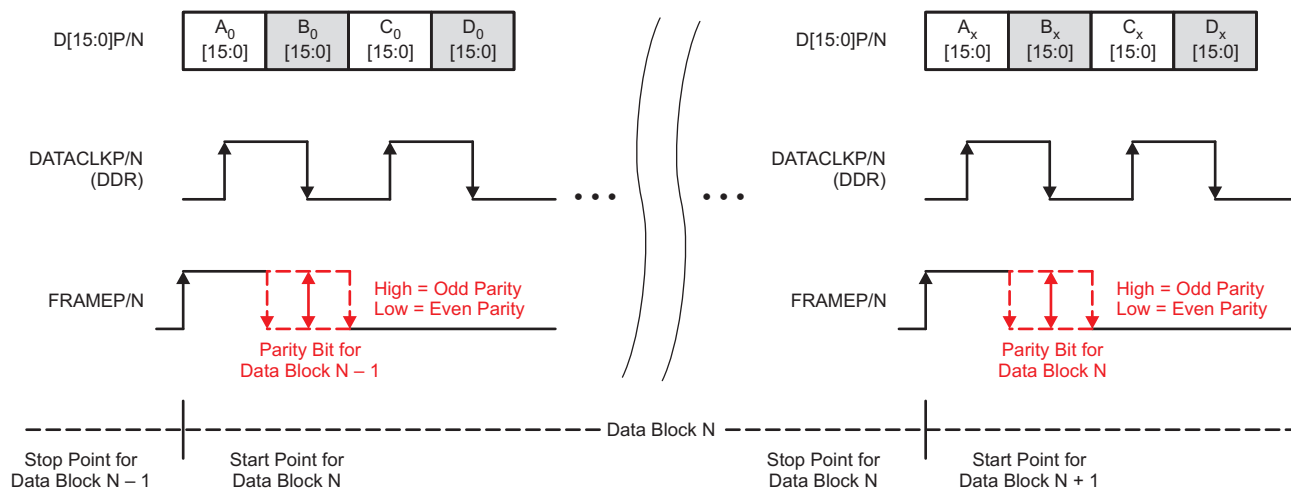 D[15:0]P/N
A0
[15:0]
B0
[15:0]
C0
[15:0]
D0
[15:0]
D[15:0]P/N
Ax
[15:0]
Bx
[15:0]
Cx
[15:0]
Dx
[15:0]
DATACLKP/N
(DDR)
DATACLKP/N
(DDR)
FRAMEP/N
High = Odd Parity
Low = Even Parity
Parity Bit for
Data Block N – 1
FRAMEP/N
High = Odd Parity
Low = Even Parity
Parity Bit for
Data Block N
Data Block N
Stop Point for
Data Block N – 1
Start Point for
Data Block N
Stop Point for
Data Block N
Start Point for
Data Block N + 1